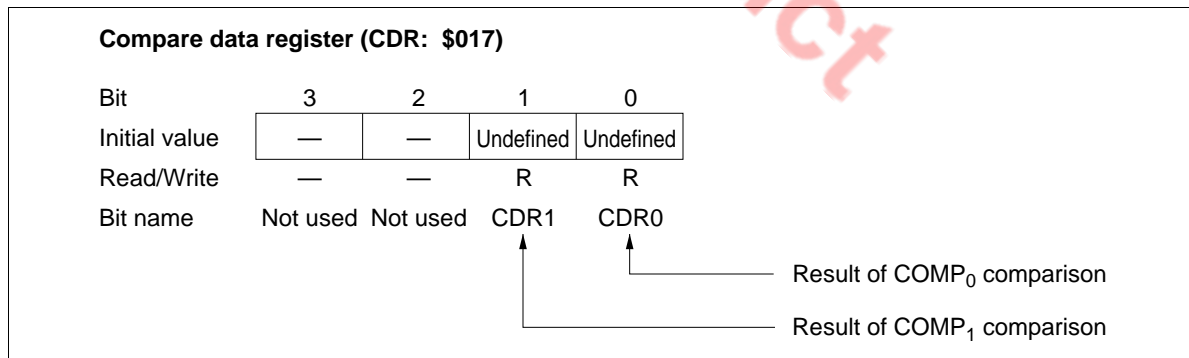 Compare data register (CDR: $017)
Bit 3 2 1 0
Initial value — — Undefined Undefined
Read/Write — — R R
Bit name Not used Not used CDR1 CDR0
Result of COMP0 comparison
Result of COMP1 comparison
ct